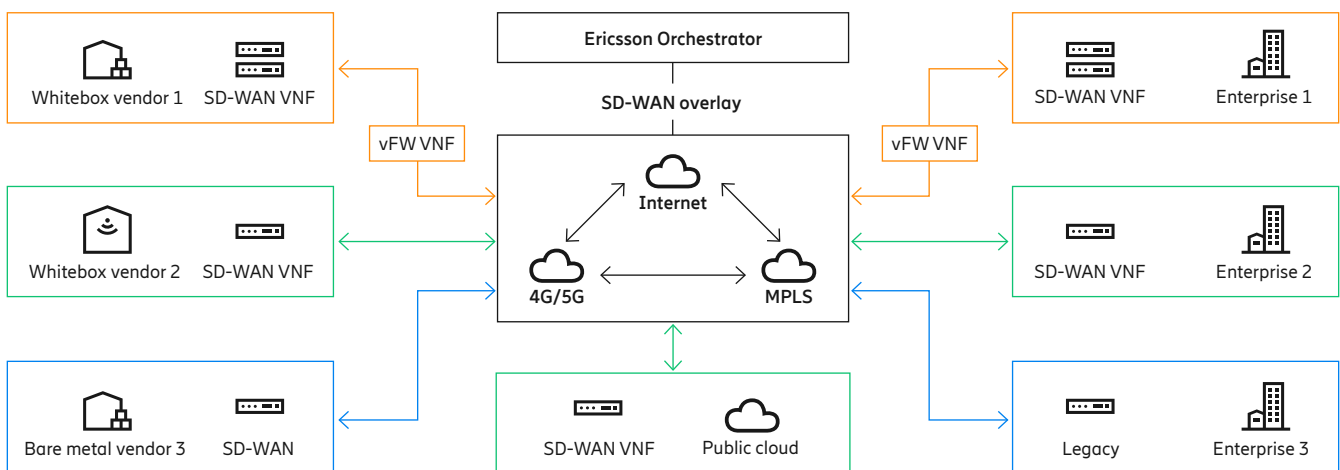 Ericsson Orchestrator
SD-WAN overlay
Whitebox vendor 1 SD-WAN VNF
vFW VNF
vFW VNF
SD-WAN VNF Enterprise 1
Internet
4G/5G
MPLS
Whitebox vendor 2 SD-WAN VNF
SD-WAN VNF Enterprise 2
Bare metal vendor 3 SD-WAN
SD-WAN VNF Public cloud
Legacy Enterprise 3